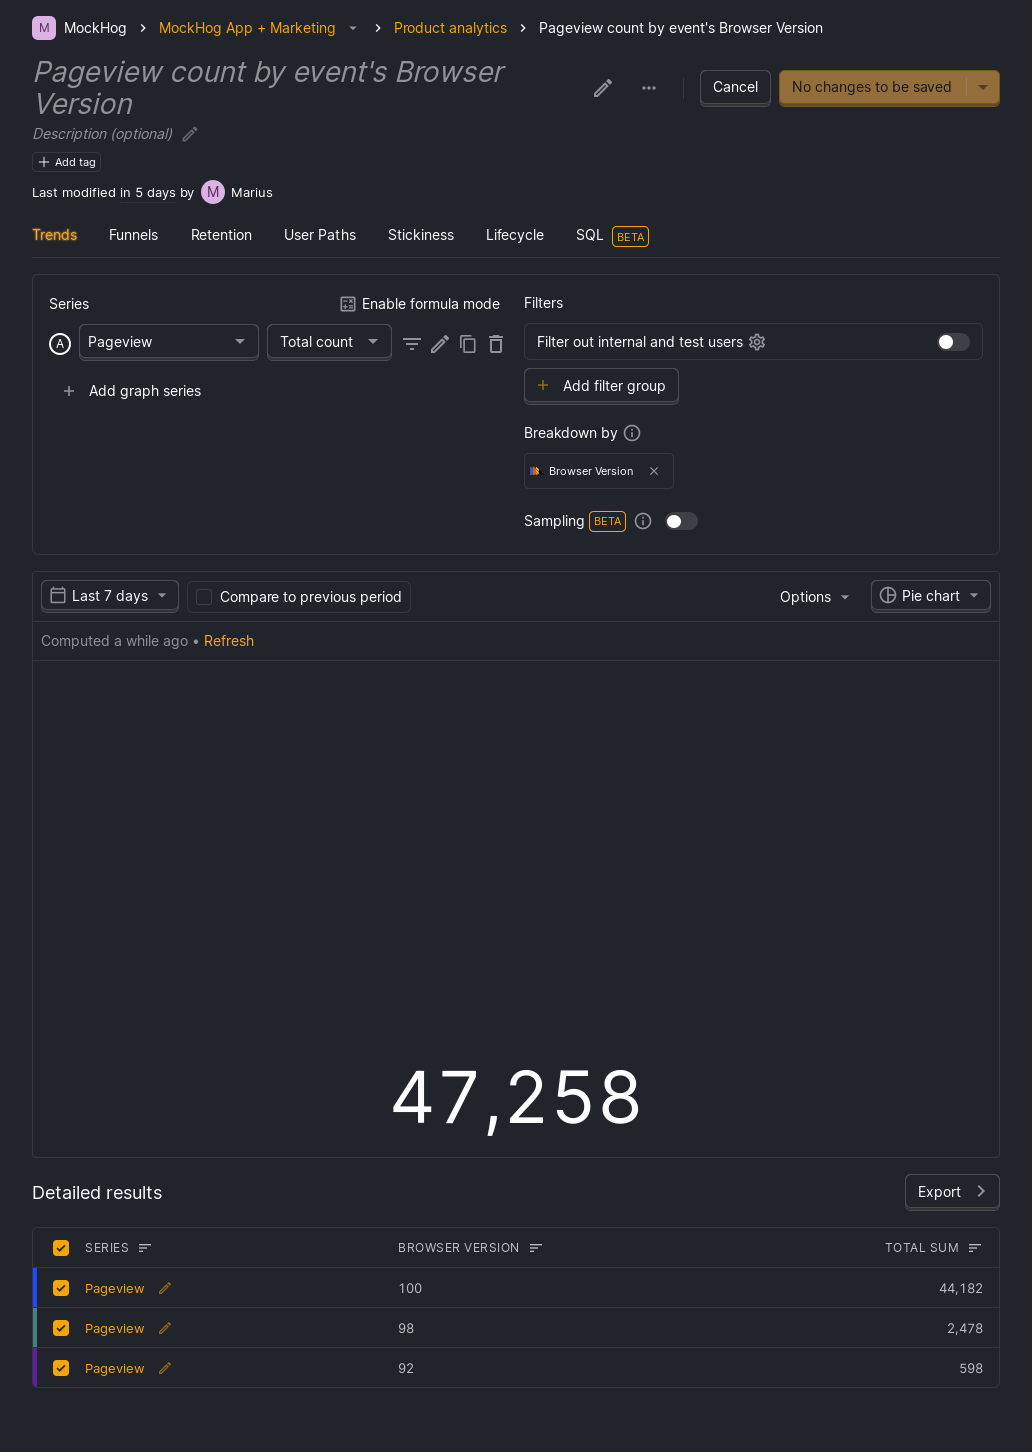 M MockHog MockHog App + Marketing Product analytics Pageview count by event's Browser Version
Pageview count by event's Browser
Version
Cancel No changes to be saved
Description (optional)
Add tag
Last modified in 5 days by M Marius
Trends Funnels Retention User Paths Stickiness Lifecycle SQL BETA
Series Enable formula mode
A Pageview Total count
Add graph series
Filters
Filter out internal and test users
Add filter group
Breakdown by
Browser Version
Sampling BETA
Last 7 days Compare to previous period Options Pie chart
Computed a while ago • Refresh
47,258
Detailed results Export
SERIES BROWSER VERSION TOTAL SUM
Pageview 100 44,182
Pageview 98 2,478
Pageview 92 598